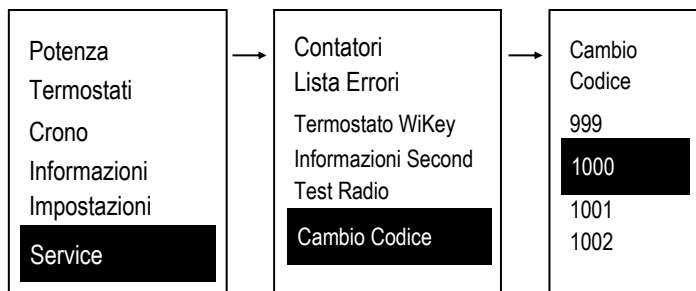 Potenza
Termostati
Crono
Informazioni
Impostazioni
Service
Contatori
Lista Errori
Termostato WiKey
Informazioni Second
Test Radio
Cambio Codice
Cambio
Codice
999
1000
1001
1002